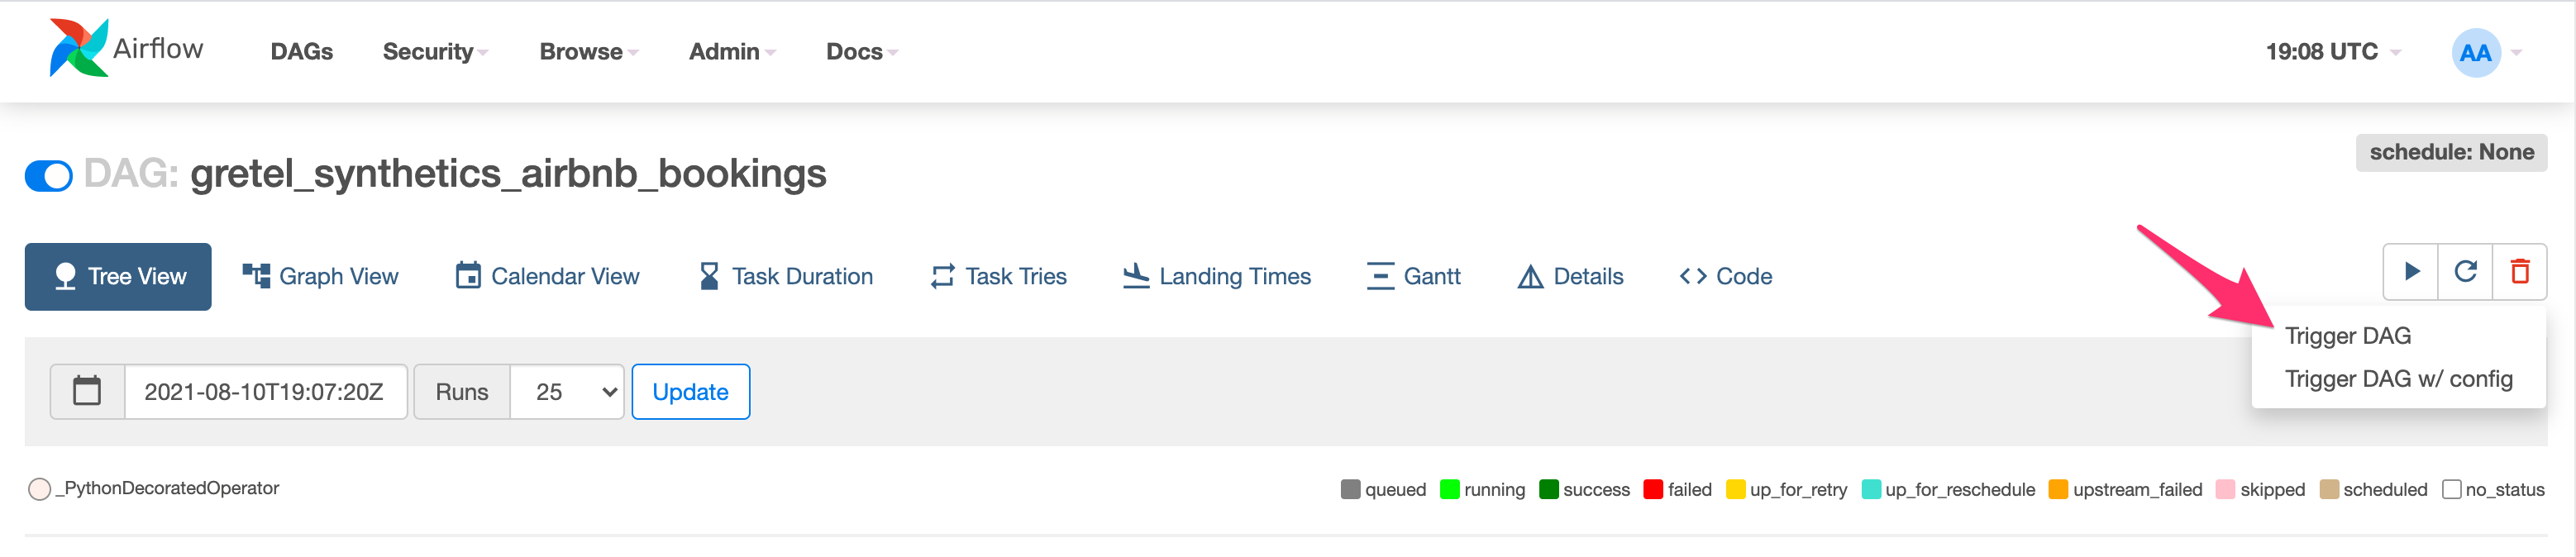 Airflow DAGs Security Browse Admin Docs 19:08 UTC AA
schedule: None
DAG: gretel_synthetics_airbnb_bookings
Tree View Graph View Calendar View Task Duration Task Tries Landing Times Gantt Details Code
Trigger DAG
Trigger DAG w/ config
2021-08-10T19:07:20Z Runs 25 Update
_PythonDecoratedOperator queued running success failed up_for_retry up_for_reschedule upstream_failed skipped scheduled no_status